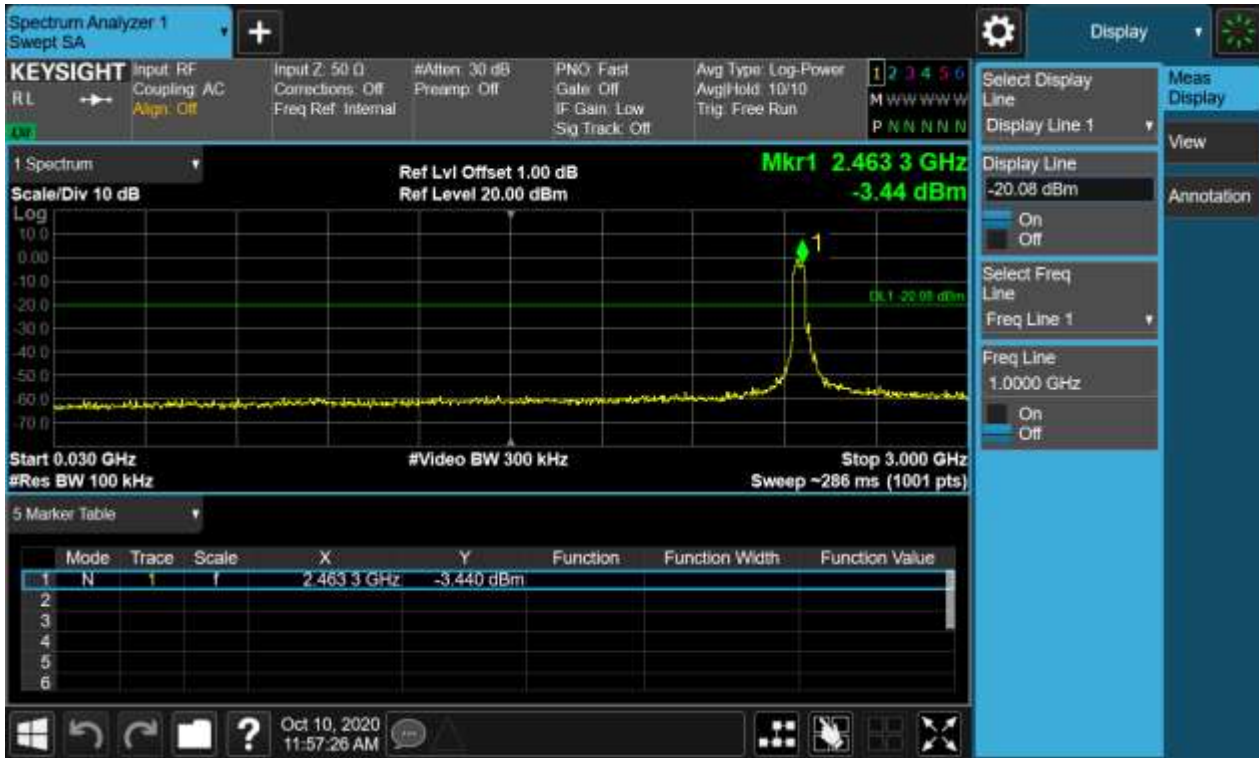 Spectrum Analyzer 1
Swept SA
+
Display
KEYSIGHT
RL
Input: RF
Coupling: AC
Align: Off
Input Z: 50 Ω
Corrections: Off
Freq Ref: Internal
#Atten: 30 dB
Preamp: Off
PNO: Fast
Gate: Off
IF Gain: Low
Sig Track: Off
Avg Type: Log-Power
Avg|Hold: 10/10
Trig: Free Run
1 2 3 4 5 6
M W W W W W
P N N N N N
1 Spectrum
Scale/Div 10 dB
Ref Lvl Offset 1.00 dB
Ref Level 20.00 dBm
Mkr1 2.463 3 GHz
-3.44 dBm
Log
10.0
0.00
-10.0
-20.0
-30.0
-40.0
-50.0
-60.0
-70.0
1
DL1 -20.08 dBm
Start 0.030 GHz
#Res BW 100 kHz
#Video BW 300 kHz
Stop 3.000 GHz
Sweep ~286 ms (1001 pts)
5 Marker Table
Mode Trace Scale X Y Function Function Width Function Value
1 N 1 f 2.463 3 GHz -3.440 dBm
2
3
4
5
6
Select Display
Line
Display Line 1
Display Line
-20.08 dBm
On
Off
Select Freq
Line
Freq Line 1
Freq Line
1.0000 GHz
On
Off
Meas
Display
View
Annotation
?
Oct 10, 2020
11:57:26 AM